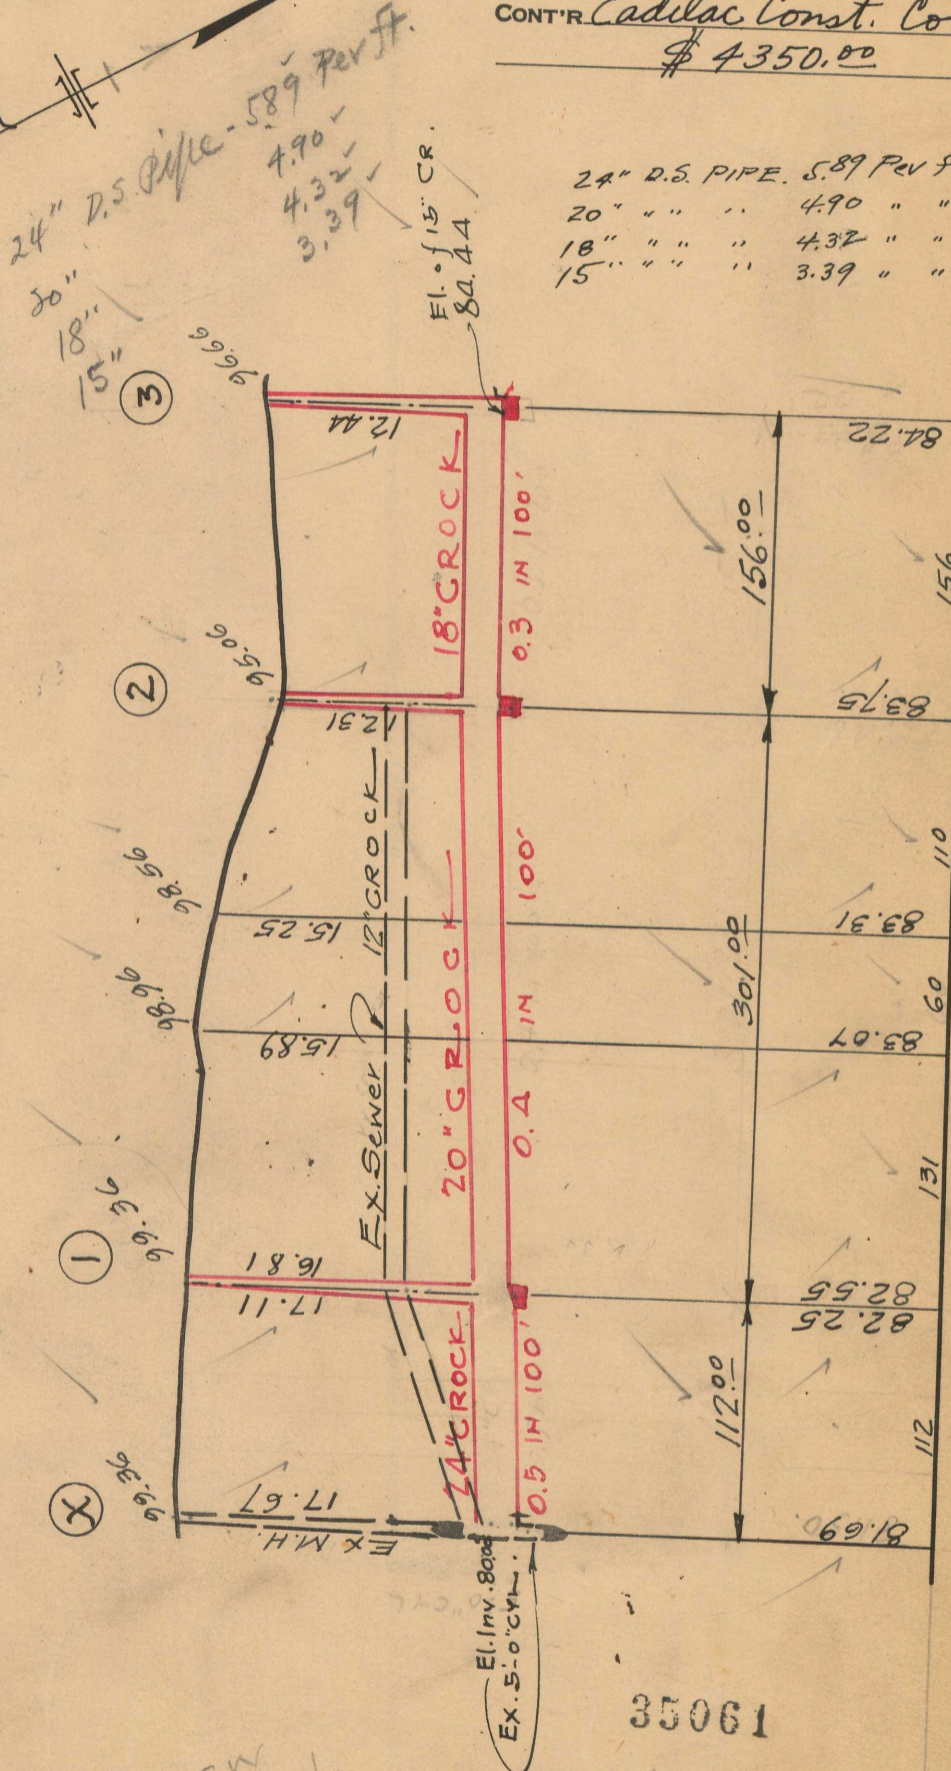 CONT'R Cadilac Const. Co
$ 4350.00
24" D.S. Pipe - 5.89 Per ft.
20" 4.90
18" 4.32
15" 3.39
24" D.S. PIPE. 5.89 Per f
20" " " " 4.90 " "
18" " " " 4.32 " "
15" " " " 3.39 " "
El. of 15" CR.
84.44
3
96.66
12.44
18" CROCK
0.3 IN 100'
156.00
84.22
156
2
95.06
12.31
83.75
98.56
15.25
Ex. Sewer 12" CROCK
20" CROCK
0.4 IN 100'
301.00
83.31
110
98.96
15.89
83.07
60
131
1
99.36
16.81
17.11
82.55
82.25
24" CROCK
0.5 IN 100'
112.00
112
X
99.36
17.67
EX M.H.
81.69
El. Inv. 80.02
Ex. 5'-0" CYL.
35061